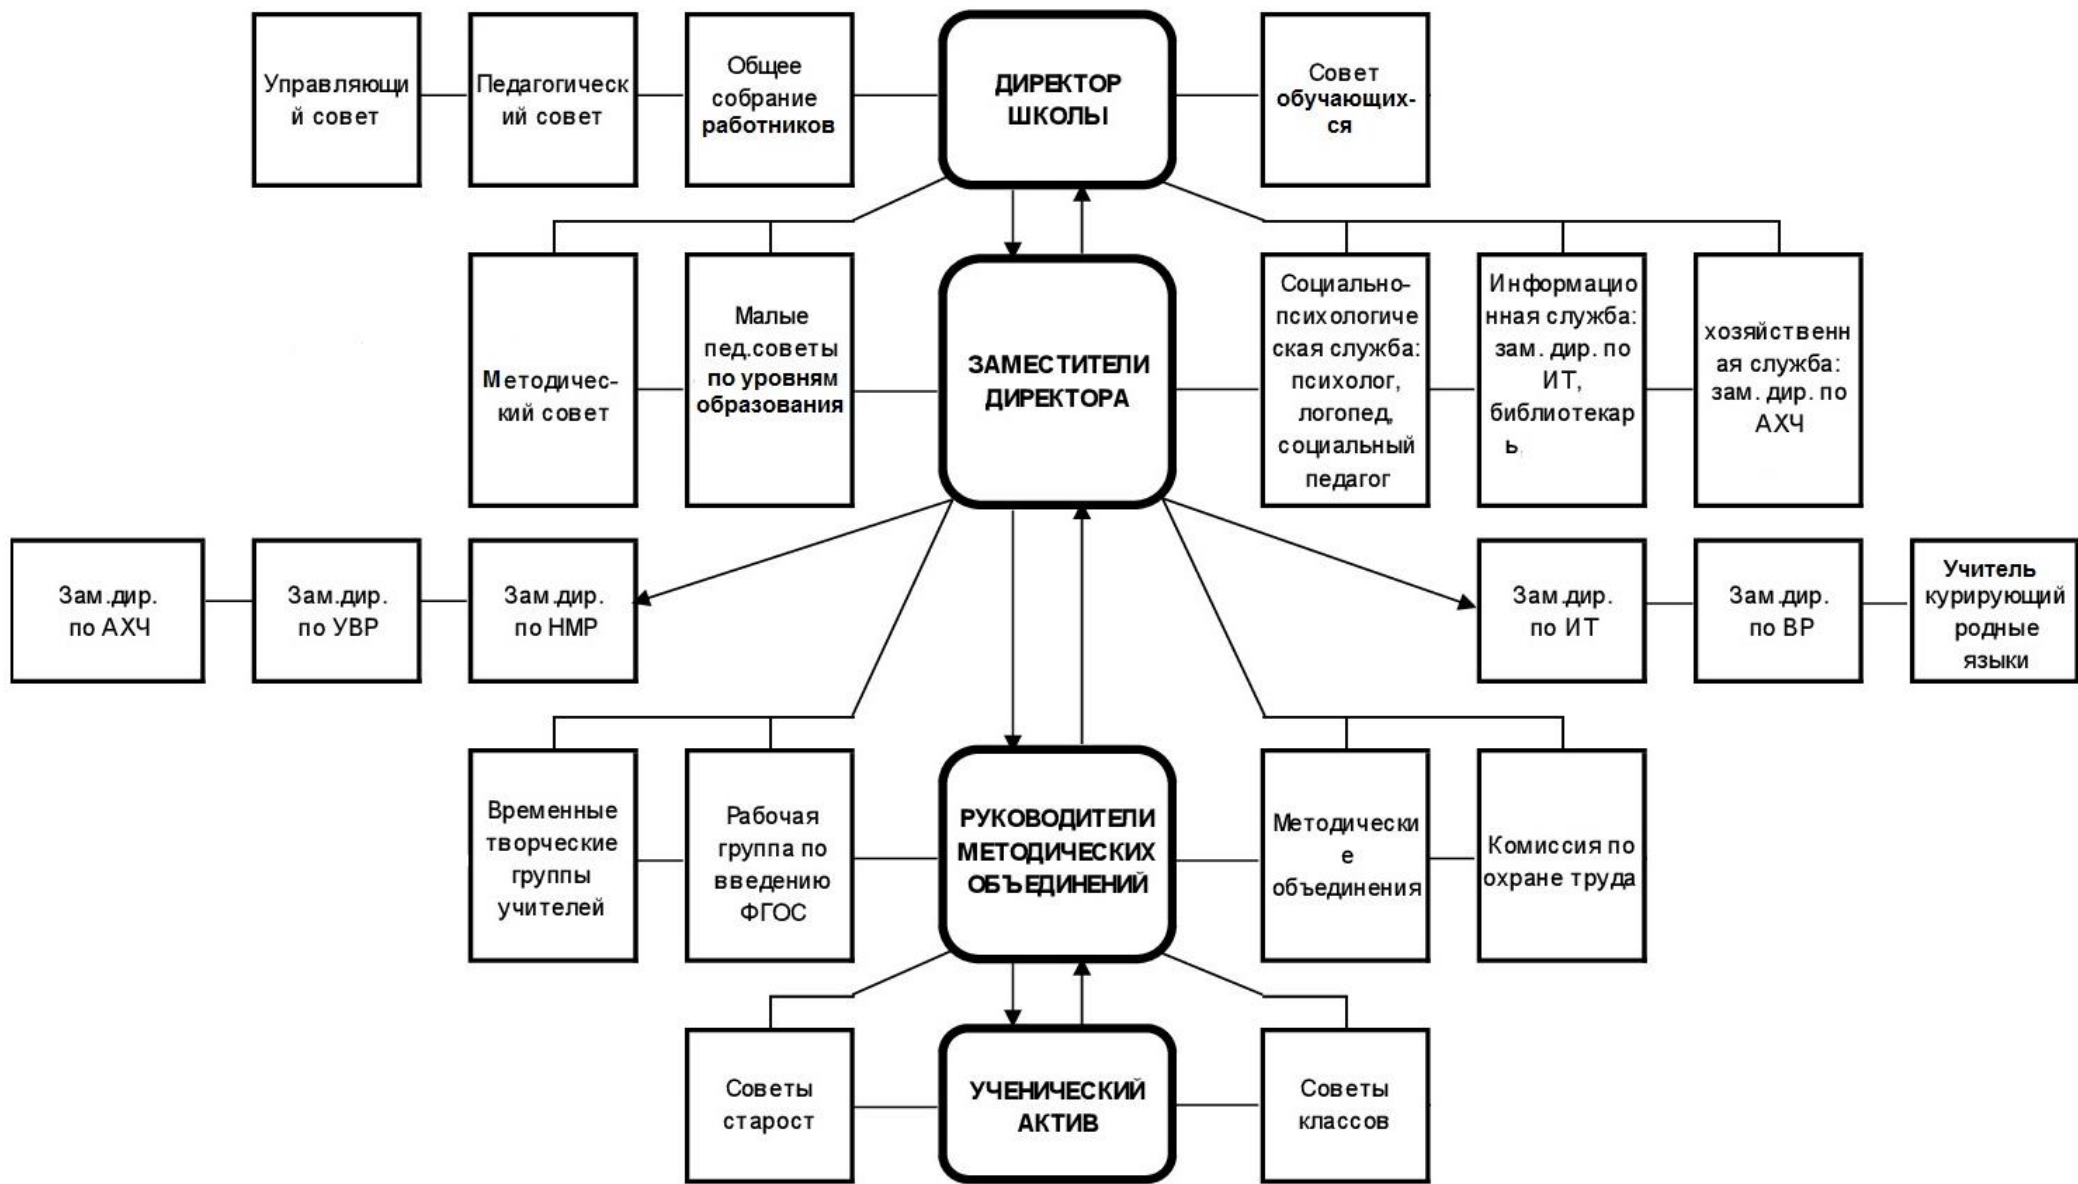 Управляющи
й совет
Педагогическ
ий совет
Общее
собрание
работников
ДИРЕКТОР
ШКОЛЫ
Совет
обучающих-
ся
Методичес-
кий совет
Малые
пед.советы
по уровням
образования
ЗАМЕСТИТЕЛИ
ДИРЕКТОРА
Социально-
психологиче
ская служба:
психолог,
логопед,
социальный
педагог
Информацио
нная служба:
зам. дир. по
ИТ,
библиотекар
ь
хозяйственн
ая служба:
зам. дир. по
АХЧ
Зам.дир.
по АХЧ
Зам.дир.
по УВР
Зам.дир.
по НМР
Зам.дир.
по ИТ
Зам.дир.
по ВР
Учитель
курирующий
родные
языки
Временные
творческие
группы
учителей
Рабочая
группа по
введению
ФГОС
РУКОВОДИТЕЛИ
МЕТОДИЧЕСКИХ
ОБЪЕДИНЕНИЙ
Методически
е
объединения
Комиссия по
охране труда
Советы
старост
УЧЕНИЧЕСКИЙ
АКТИВ
Советы
классов